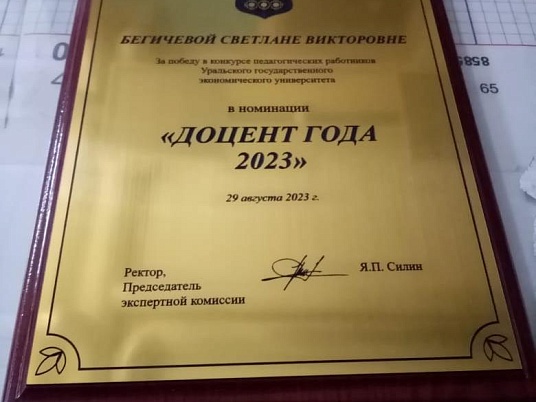 БЕГИЧЕВОЙ СВЕТЛАНЕ ВИКТОРОВНЕ
За победу в конкурсе педагогических работников
Уральского государственного
экономического университета
в номинации
«ДОЦЕНТ ГОДА
2023»
29 августа 2023 г.
Ректор,
Председатель
экспертной комиссии
Я.П. Силин
65